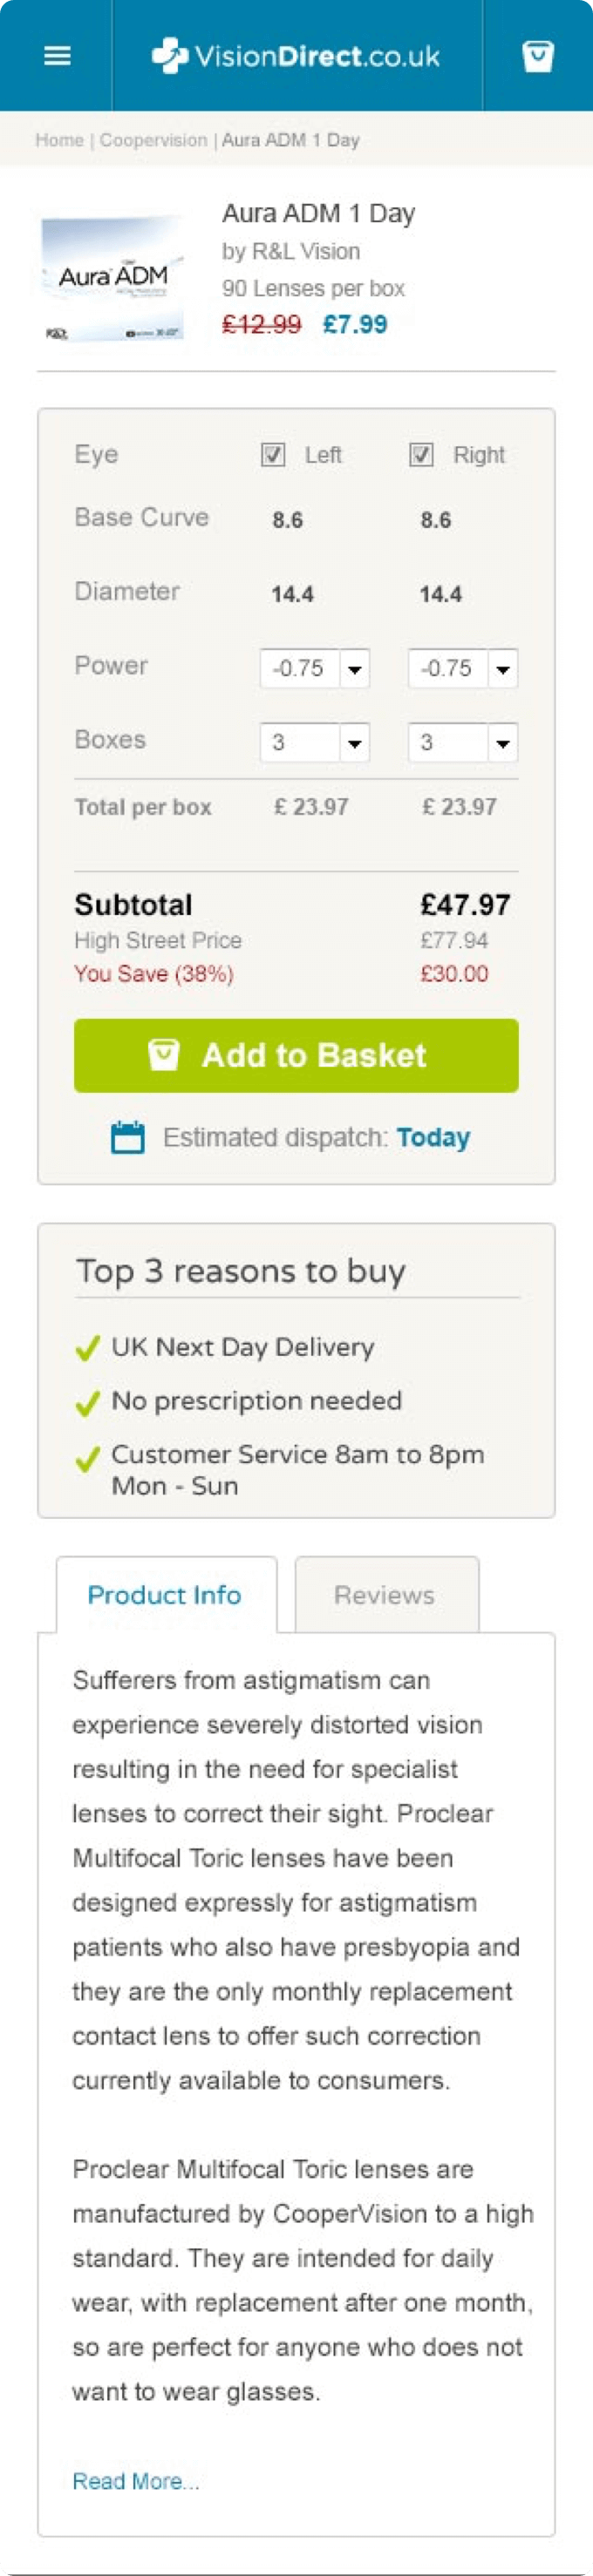 VisionDirect.co.uk
Home | Coopervision | Aura ADM 1 Day
Aura ADM 1 Day
by R&L Vision
Aura ADM
90 Lenses per box
£12.99 £7.99
Eye Left Right
Base Curve 8.6 8.6
Diameter 14.4 14.4
Power -0.75 -0.75
Boxes 3 3
Total per box £ 23.97 £ 23.97
Subtotal £47.97
High Street Price £77.94
You Save (38%) £30.00
Add to Basket
Estimated dispatch: Today
Top 3 reasons to buy
UK Next Day Delivery
No prescription needed
Customer Service 8am to 8pm
Mon - Sun
Product Info Reviews
Sufferers from astigmatism can
experience severely distorted vision
resulting in the need for specialist
lenses to correct their sight. Proclear
Multifocal Toric lenses have been
designed expressly for astigmatism
patients who also have presbyopia and
they are the only monthly replacement
contact lens to offer such correction
currently available to consumers.
Proclear Multifocal Toric lenses are
manufactured by CooperVision to a high
standard. They are intended for daily
wear, with replacement after one month,
so are perfect for anyone who does not
want to wear glasses.
Read More...